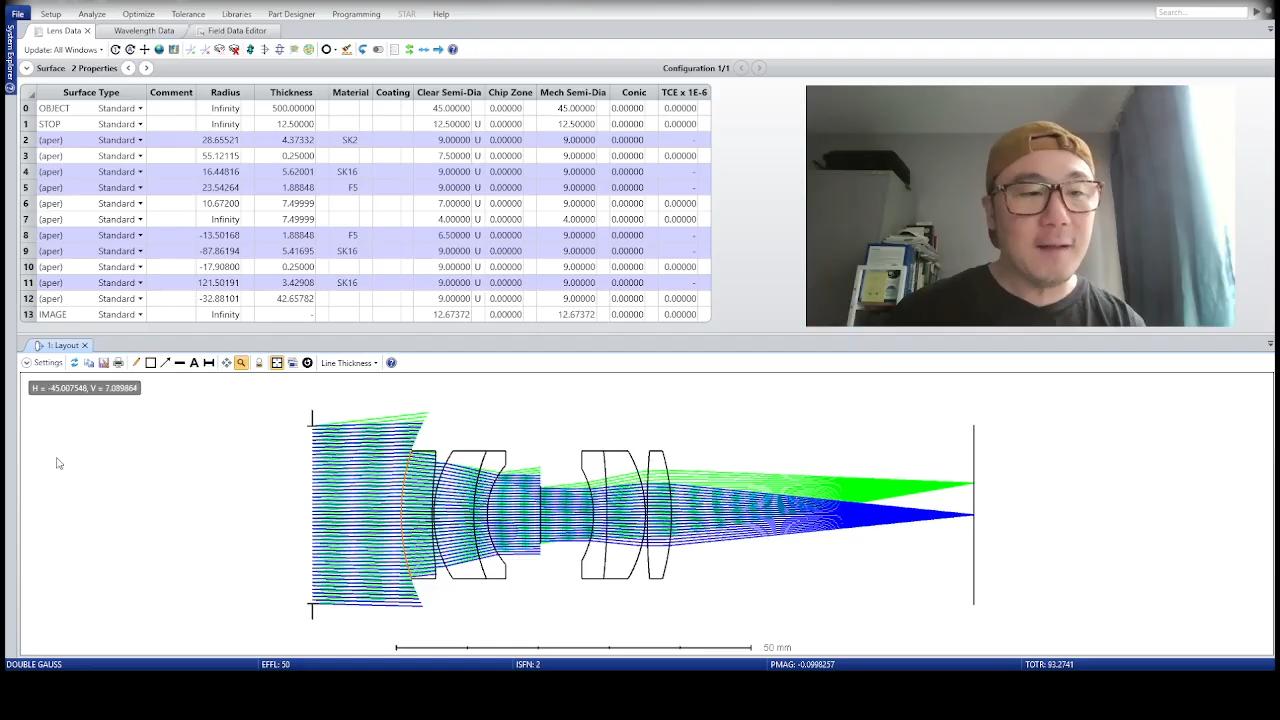 File Setup Analyze Optimize Tolerance Libraries Part Designer Programming STAR Help Search...
System Explorer
Lens Data Wavelength Data Field Data Editor
Update: All Windows
Surface 2 Properties Configuration 1/1
Surface Type Comment Radius Thickness Material Coating Clear Semi-Dia Chip Zone Mech Semi-Dia Conic TCE x 1E-6
0 OBJECT Standard Infinity 500.00000 45.00000 0.00000 45.00000 0.00000 0.00000
1 STOP Standard Infinity 12.50000 12.50000 U 0.00000 12.50000 0.00000 0.00000
2 (aper) Standard 28.65521 4.37332 SK2 9.00000 U 0.00000 9.00000 0.00000 -
3 (aper) Standard 55.12115 0.25000 7.50000 U 0.00000 9.00000 0.00000 0.00000
4 (aper) Standard 16.44816 5.62001 SK16 9.00000 U 0.00000 9.00000 0.00000 -
5 (aper) Standard 23.54264 1.88848 F5 9.00000 U 0.00000 9.00000 0.00000 -
6 (aper) Standard 10.67200 7.49999 7.00000 U 0.00000 9.00000 0.00000 0.00000
7 (aper) Standard Infinity 7.49999 4.00000 U 0.00000 4.00000 0.00000 0.00000
8 (aper) Standard -13.50168 1.88848 F5 6.50000 U 0.00000 9.00000 0.00000 -
9 (aper) Standard -87.86194 5.41695 SK16 9.00000 U 0.00000 9.00000 0.00000 -
10 (aper) Standard -17.90800 0.25000 9.00000 U 0.00000 9.00000 0.00000 0.00000
11 (aper) Standard 121.50191 3.42908 SK16 9.00000 U 0.00000 9.00000 0.00000 -
12 (aper) Standard -32.88101 42.65782 9.00000 U 0.00000 9.00000 0.00000 0.00000
13 IMAGE Standard Infinity - 12.67372 0.00000 12.67372 0.00000 0.00000
1: Layout
Settings A Line Thickness
H = -45.007548, V = 7.089864
50 mm
DOUBLE GAUSS EFFL: 50 ISFN: 2 PMAG: -0.0998257 TOTR: 93.2741